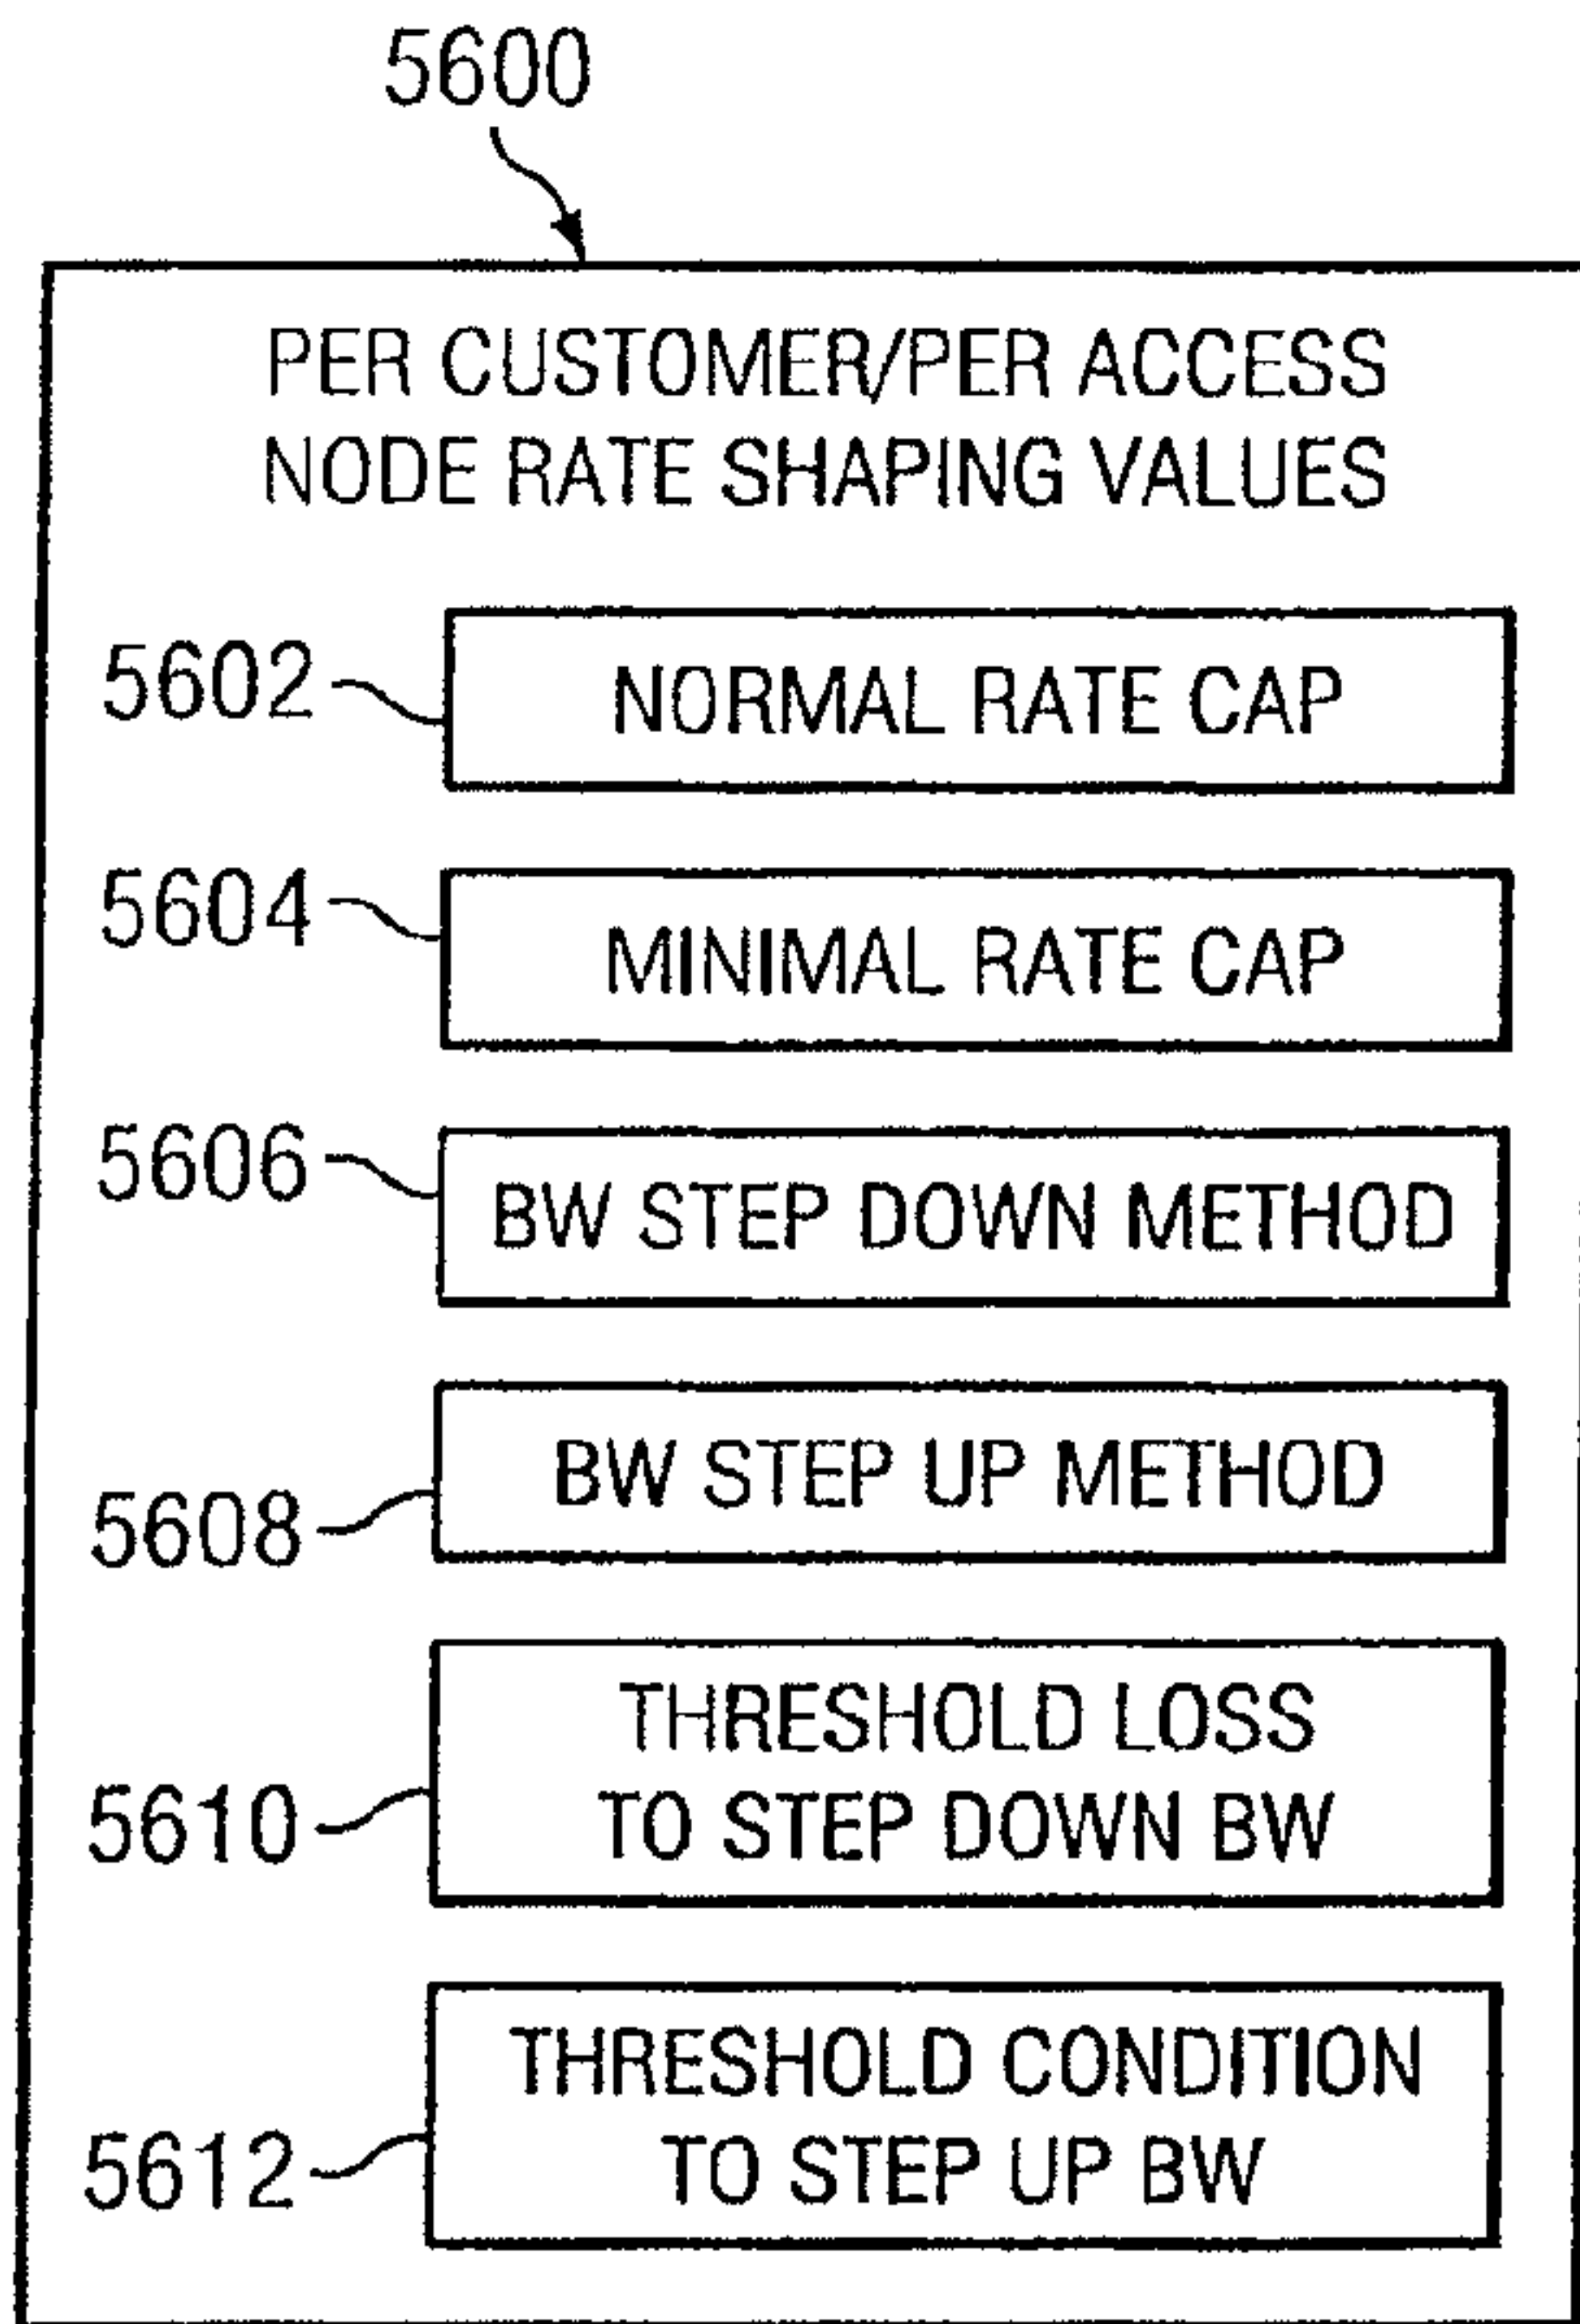 5600
PER CUSTOMER/PER ACCESS
NODE RATE SHAPING VALUES
5602
NORMAL RATE CAP
5604
MINIMAL RATE CAP
5606
BW STEP DOWN METHOD
5608
BW STEP UP METHOD
5610
THRESHOLD LOSS
TO STEP DOWN BW
5612
THRESHOLD CONDITION
TO STEP UP BW